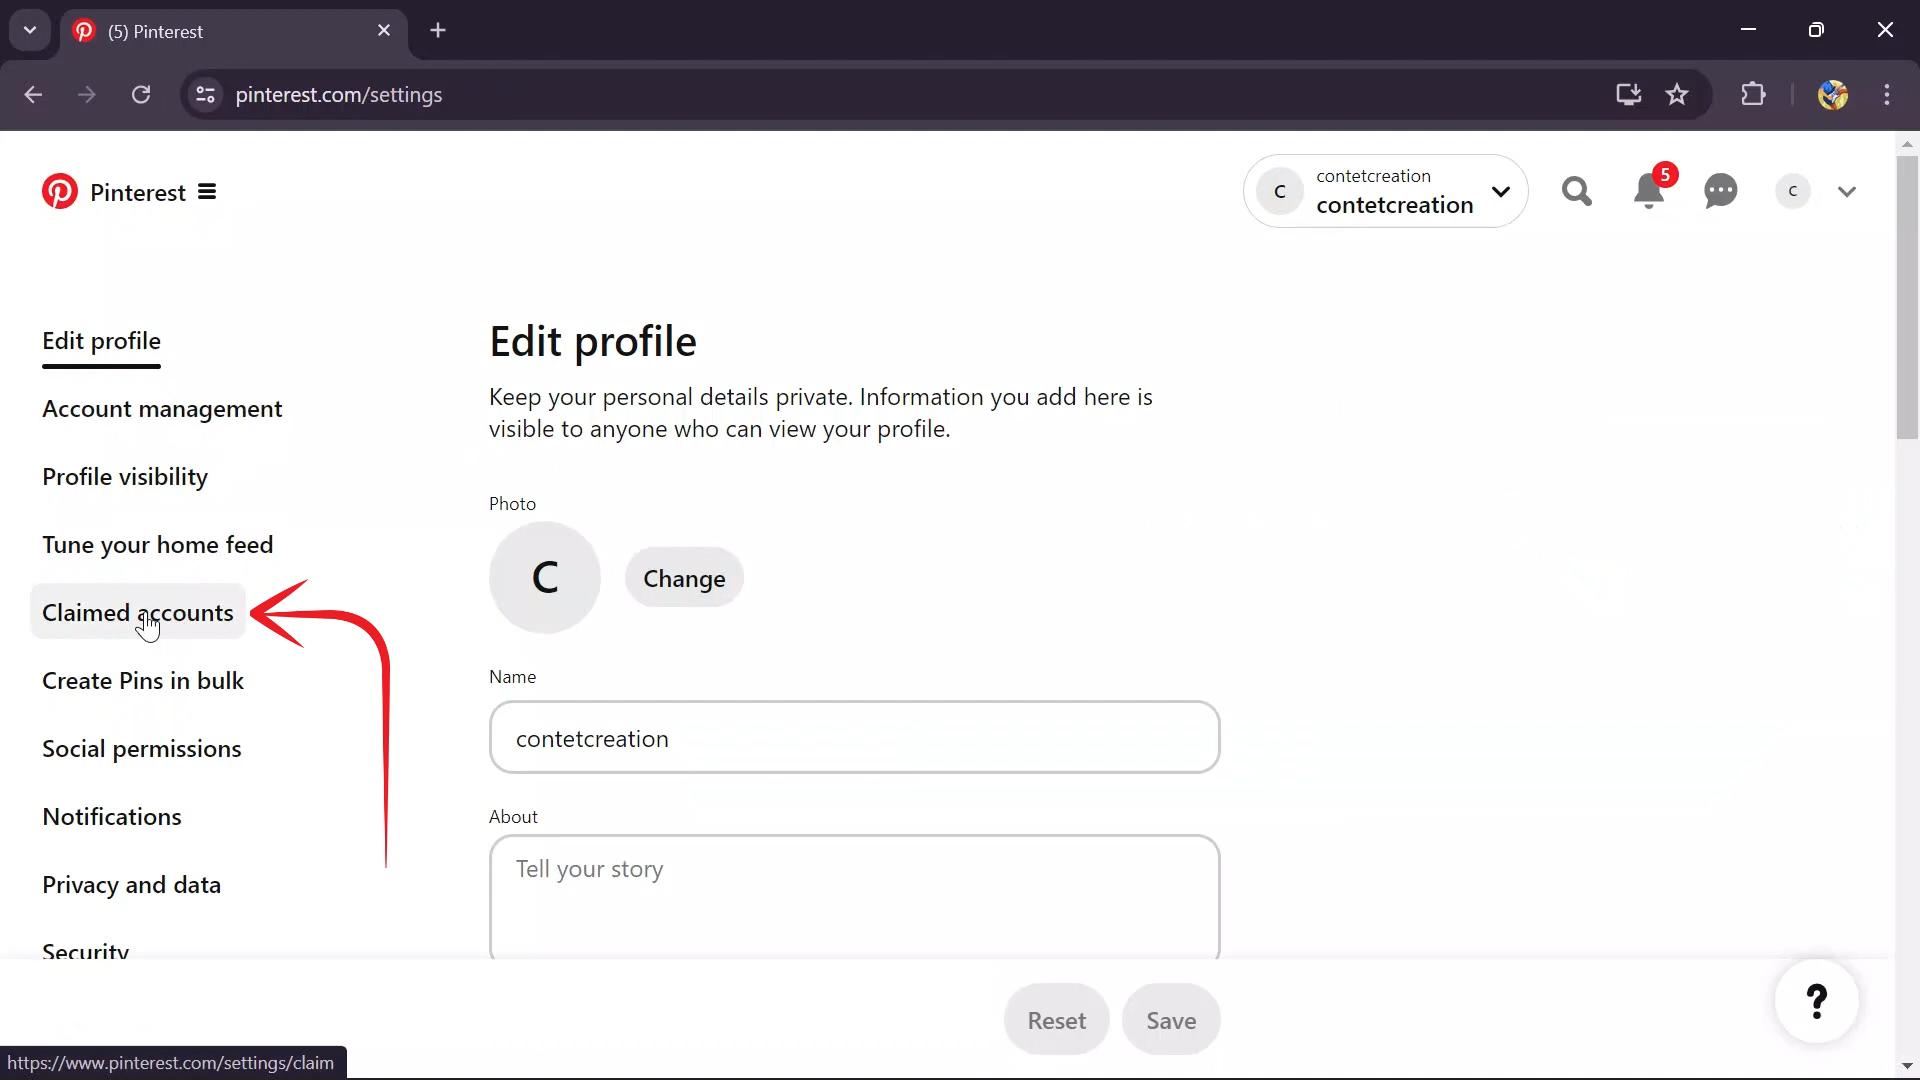 (5) Pinterest
pinterest.com/settings
Pinterest
C
contetcreation
contetcreation
5
c
Edit profile
Account management
Profile visibility
Tune your home feed
Claimed accounts
Create Pins in bulk
Social permissions
Notifications
Privacy and data
Security
Edit profile
Keep your personal details private. Information you add here is
visible to anyone who can view your profile.
Photo
C
Change
Name
contetcreation
About
Tell your story
Reset
Save
?
https://www.pinterest.com/settings/claim